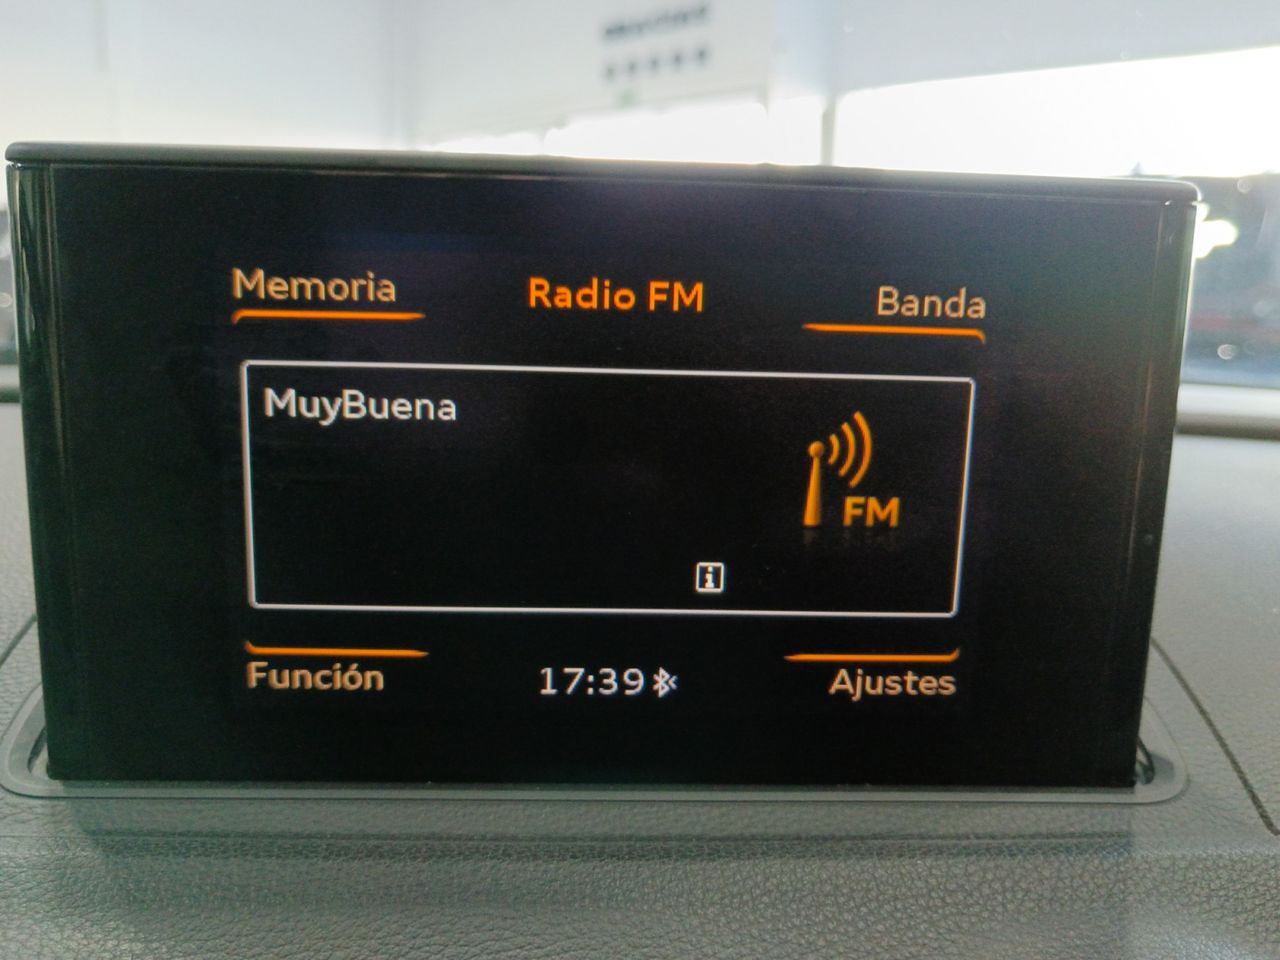 Memoria
Radio FM
Banda
MuyBuena
FM
i
Función
17:39
Ajustes